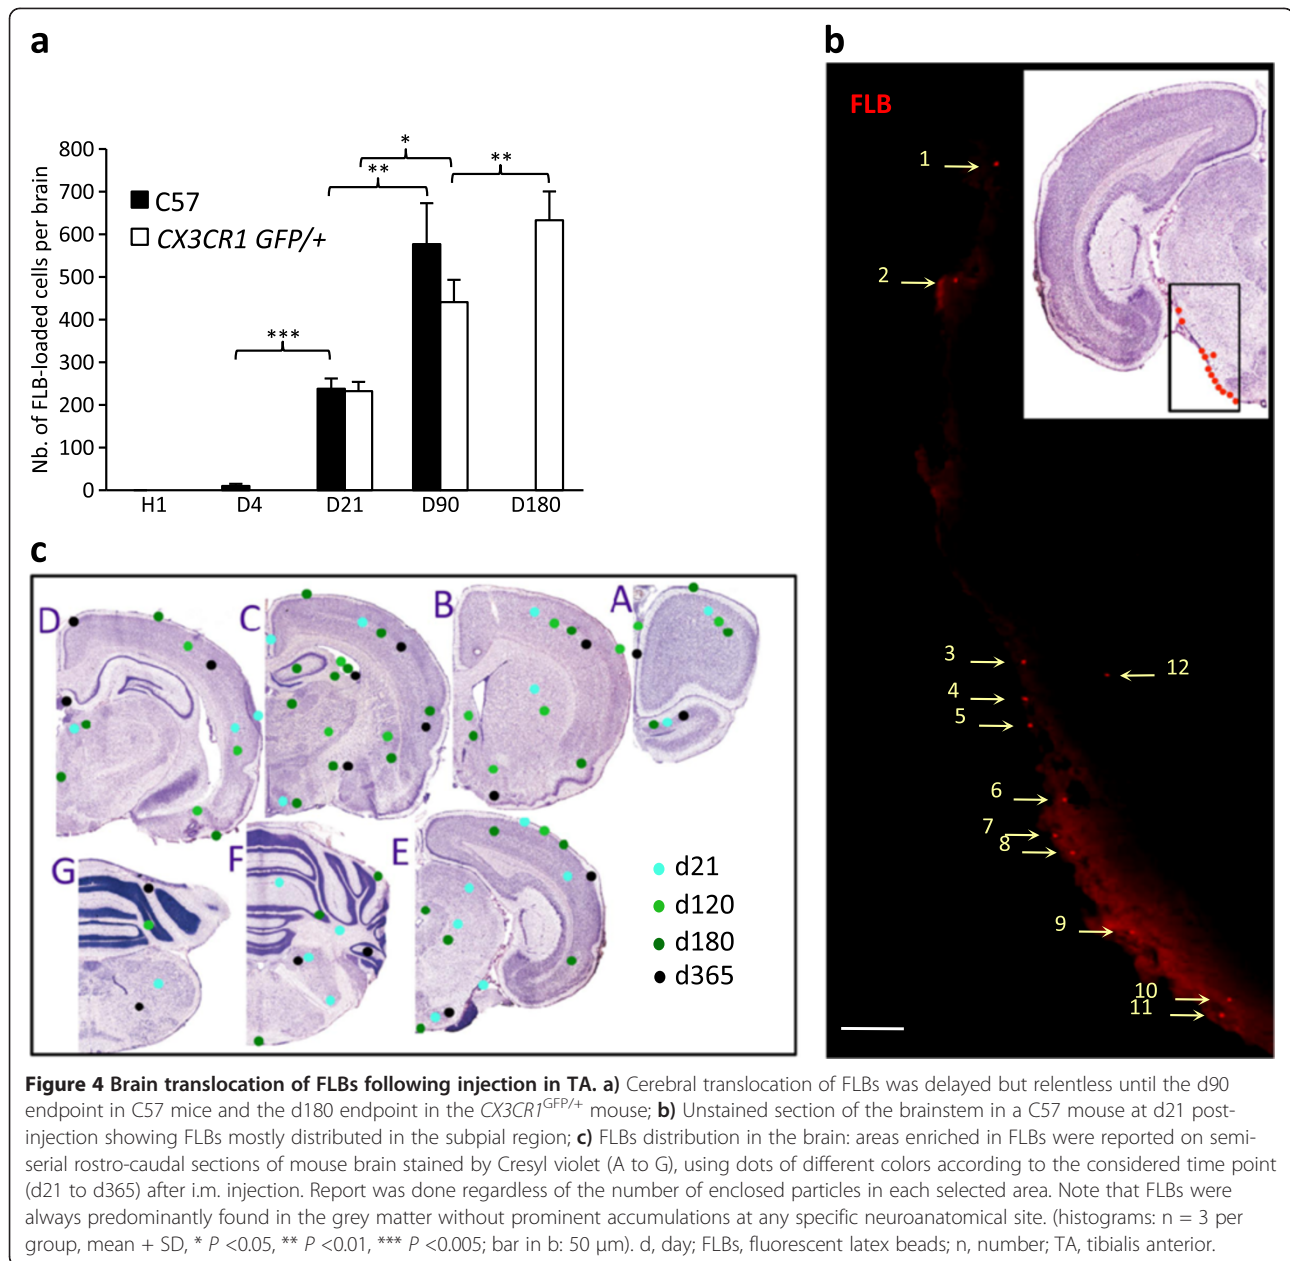 a
b
800
700
600
500
400
300
200
100
0
Nb. of FLB-loaded cells per brain
C57
CX3CR1 GFP/+
***
**
*
**
H1 D4 D21 D90 D180
FLB
1
2
3
4
5
6
7
8
9
10
11
12
c
D C B A
G F E
d21
d120
d180
d365
Figure 4 Brain translocation of FLBs following injection in TA. a) Cerebral translocation of FLBs was delayed but relentless until the d90
endpoint in C57 mice and the d180 endpoint in the CX3CR1GFP/+ mouse; b) Unstained section of the brainstem in a C57 mouse at d21 post-
injection showing FLBs mostly distributed in the subpial region; c) FLBs distribution in the brain: areas enriched in FLBs were reported on semi-
serial rostro-caudal sections of mouse brain stained by Cresyl violet (A to G), using dots of different colors according to the considered time point
(d21 to d365) after i.m. injection. Report was done regardless of the number of enclosed particles in each selected area. Note that FLBs were
always predominantly found in the grey matter without prominent accumulations at any specific neuroanatomical site. (histograms: n = 3 per
group, mean + SD, * P <0.05, ** P <0.01, *** P <0.005; bar in b: 50 μm). d, day; FLBs, fluorescent latex beads; n, number; TA, tibialis anterior.